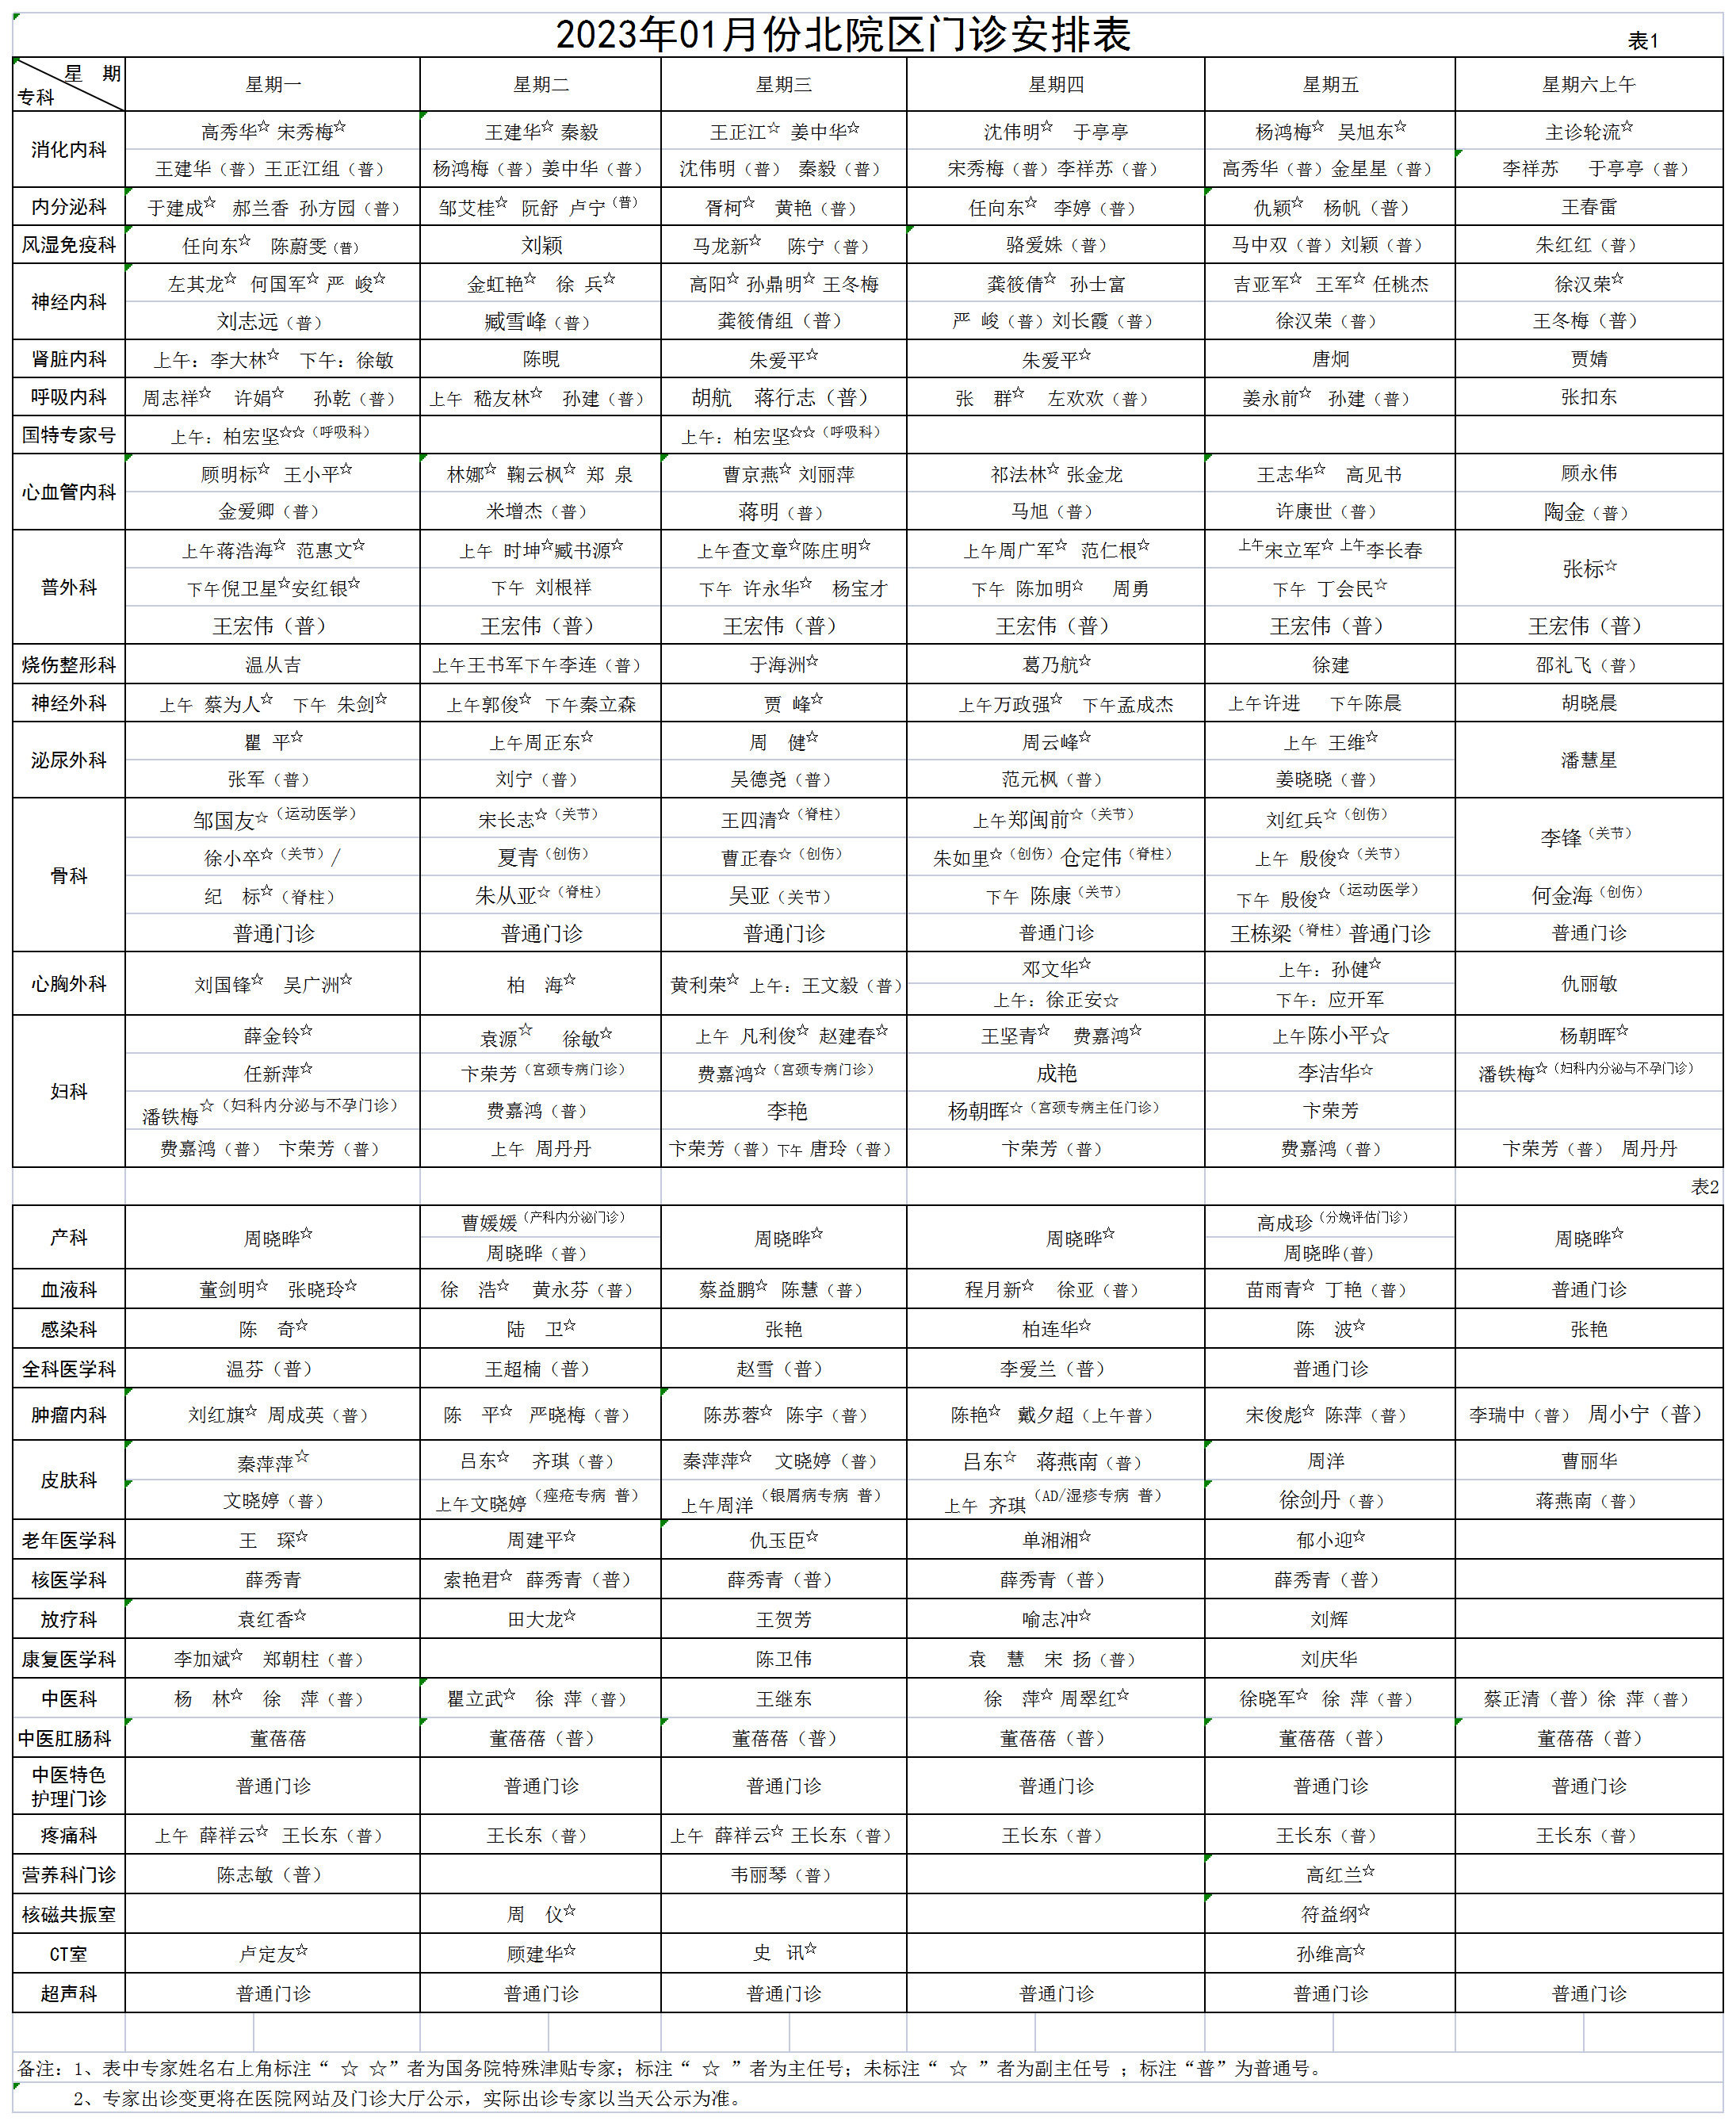 2023年01月份北院区门诊安排表 表1
星 期 专科 星期一 星期二 星期三 星期四 星期五 星期六上午
消化内科 高秀华☆ 宋秀梅☆ 王建华☆ 秦毅 王正江☆ 姜中华☆ 沈伟明☆ 于亭亭 杨鸿梅☆ 吴旭东☆ 主诊轮流☆
王建华（普）王正江组（普） 杨鸿梅（普）姜中华（普） 沈伟明（普） 秦毅（普） 宋秀梅（普）李祥苏（普） 高秀华（普）金星星（普） 李祥苏 于亭亭（普）
内分泌科 于建成☆ 郝兰香 孙方园（普） 邹艾桂☆ 阮舒 卢宁（普） 胥柯☆ 黄艳（普） 任向东☆ 李婷（普） 仇颖☆ 杨帆（普） 王春雷
风湿免疫科 任向东☆ 陈蔚雯（普） 刘颖 马龙新☆ 陈宁（普） 骆爱姝（普） 马中双（普）刘颖（普） 朱红红（普）
神经内科 左其龙☆ 何国军☆ 严 峻☆ 金虹艳☆ 徐 兵☆ 高阳☆ 孙鼎明☆ 王冬梅 龚筱倩☆ 孙士富 吉亚军☆ 王军☆ 任桃杰 徐汉荣☆
刘志远（普） 臧雪峰（普） 龚筱倩组（普） 严 峻（普）刘长霞（普） 徐汉荣（普） 王冬梅（普）
肾脏内科 上午：李大林☆ 下午：徐敏 陈晛 朱爱平☆ 朱爱平☆ 唐炯 贾婧
呼吸内科 周志祥☆ 许娟☆ 孙乾（普） 上午 嵇友林☆ 孙建（普） 胡航 蒋行志（普） 张 群☆ 左欢欢（普） 姜永前☆ 孙建（普） 张扣东
国特专家号 上午：柏宏坚☆☆（呼吸科） 上午：柏宏坚☆☆（呼吸科）
心血管内科 顾明标☆ 王小平☆ 林娜☆ 鞠云枫☆ 郑 泉 曹京燕☆ 刘丽萍 祁法林☆ 张金龙 王志华☆ 高见书 顾永伟
金爱卿（普） 米增杰（普） 蒋明（普） 马旭（普） 许康世（普） 陶金（普）
普外科 上午蒋浩海☆ 范惠文☆ 上午 时坤☆臧书源☆ 上午查文章☆陈庄明☆ 上午周广军☆ 范仁根☆ 上午宋立军☆ 上午李长春 张标☆
下午倪卫星☆安红银☆ 下午 刘根祥 下午 许永华☆ 杨宝才 下午 陈加明☆ 周勇 下午 丁会民☆
王宏伟（普） 王宏伟（普） 王宏伟（普） 王宏伟（普） 王宏伟（普） 王宏伟（普）
烧伤整形科 温从吉 上午王书军下午李连（普） 于海洲☆ 葛乃航☆ 徐建 邵礼飞（普）
神经外科 上午 蔡为人☆ 下午 朱剑☆ 上午郭俊☆ 下午秦立森 贾 峰☆ 上午万政强☆ 下午孟成杰 上午许进 下午陈晨 胡晓晨
泌尿外科 瞿 平☆ 上午周正东☆ 周 健☆ 周云峰☆ 上午 王维☆ 潘慧星
张军（普） 刘宁（普） 吴德尧（普） 范元枫（普） 姜晓晓（普）
骨科 邹国友☆（运动医学） 宋长志☆（关节） 王四清☆（脊柱） 上午郑闽前☆（关节） 刘红兵☆（创伤） 李锋（关节）
徐小卒☆（关节）/ 夏青（创伤） 曹正春☆（创伤） 朱如里☆（创伤）仓定伟（脊柱） 上午 殷俊☆（关节）
纪 标☆（脊柱） 朱从亚☆（脊柱） 吴亚（关节） 下午 陈康（关节） 下午 殷俊☆（运动医学） 何金海（创伤）
普通门诊 普通门诊 普通门诊 普通门诊 王栋梁（脊柱）普通门诊 普通门诊
心胸外科 刘国锋☆ 吴广洲☆ 柏 海☆ 黄利荣☆ 上午：王文毅（普） 邓文华☆ 上午：孙健☆ 仇丽敏
上午：徐正安☆ 下午：应开军
妇科 薛金铃☆ 袁源☆ 徐敏☆ 上午 凡利俊☆ 赵建春☆ 王坚青☆ 费嘉鸿☆ 上午陈小平☆ 杨朝晖☆
任新萍☆ 卞荣芳（宫颈专病门诊） 费嘉鸿☆（宫颈专病门诊） 成艳 李洁华☆ 潘铁梅☆（妇科内分泌与不孕门诊）
潘铁梅☆（妇科内分泌与不孕门诊） 费嘉鸿（普） 李艳 杨朝晖☆（宫颈专病主任门诊） 卞荣芳
费嘉鸿（普） 卞荣芳（普） 上午 周丹丹 卞荣芳（普）下午 唐玲（普） 卞荣芳（普） 费嘉鸿（普） 卞荣芳（普） 周丹丹
表2
产科 周晓晔☆ 曹媛媛（产科内分泌门诊） 周晓晔☆ 周晓晔☆ 高成珍（分娩评估门诊） 周晓晔☆
周晓晔（普） 周晓晔(普)
血液科 董剑明☆ 张晓玲☆ 徐 浩☆ 黄永芬（普） 蔡益鹏☆ 陈慧（普） 程月新☆ 徐亚（普） 苗雨青☆ 丁艳（普） 普通门诊
感染科 陈 奇☆ 陆 卫☆ 张艳 柏连华☆ 陈 波☆ 张艳
全科医学科 温芬（普） 王超楠（普） 赵雪（普） 李爱兰（普） 普通门诊
肿瘤内科 刘红旗☆ 周成英（普） 陈 平☆ 严晓梅（普） 陈苏蓉☆ 陈宇（普） 陈艳☆ 戴夕超（上午普） 宋俊彪☆ 陈萍（普） 李瑞中（普） 周小宁（普）
皮肤科 秦萍萍☆ 吕东☆ 齐琪（普） 秦萍萍☆ 文晓婷（普） 吕东☆ 蒋燕南（普） 周洋 曹丽华
文晓婷（普） 上午文晓婷（痤疮专病 普） 上午周洋（银屑病专病 普） 上午 齐琪（AD/湿疹专病 普） 徐剑丹（普） 蒋燕南（普）
老年医学科 王 琛☆ 周建平☆ 仇玉臣☆ 单湘湘☆ 郁小迎☆
核医学科 薛秀青 索艳君☆ 薛秀青（普） 薛秀青（普） 薛秀青（普） 薛秀青（普）
放疗科 袁红香☆ 田大龙☆ 王贺芳 喻志冲☆ 刘辉
康复医学科 李加斌☆ 郑朝柱（普） 陈卫伟 袁 慧 宋 扬（普） 刘庆华
中医科 杨 林☆ 徐 萍（普） 瞿立武☆ 徐 萍（普） 王继东 徐 萍☆ 周翠红☆ 徐晓军☆ 徐 萍（普） 蔡正清（普）徐 萍（普）
中医肛肠科 董蓓蓓 董蓓蓓（普） 董蓓蓓（普） 董蓓蓓（普） 董蓓蓓（普） 董蓓蓓（普）
中医特色
护理门诊 普通门诊 普通门诊 普通门诊 普通门诊 普通门诊 普通门诊
疼痛科 上午 薛祥云☆ 王长东（普） 王长东（普） 上午 薛祥云☆ 王长东（普） 王长东（普） 王长东（普） 王长东（普）
营养科门诊 陈志敏（普） 韦丽琴（普） 高红兰☆
核磁共振室 周 仪☆ 符益纲☆
CT室 卢定友☆ 顾建华☆ 史 讯☆ 孙维高☆
超声科 普通门诊 普通门诊 普通门诊 普通门诊 普通门诊 普通门诊
备注：1、表中专家姓名右上角标注“ ☆ ☆”者为国务院特殊津贴专家；标注“ ☆ ”者为主任号；未标注“ ☆ ”者为副主任号 ；标注“普”为普通号。
2、专家出诊变更将在医院网站及门诊大厅公示，实际出诊专家以当天公示为准。